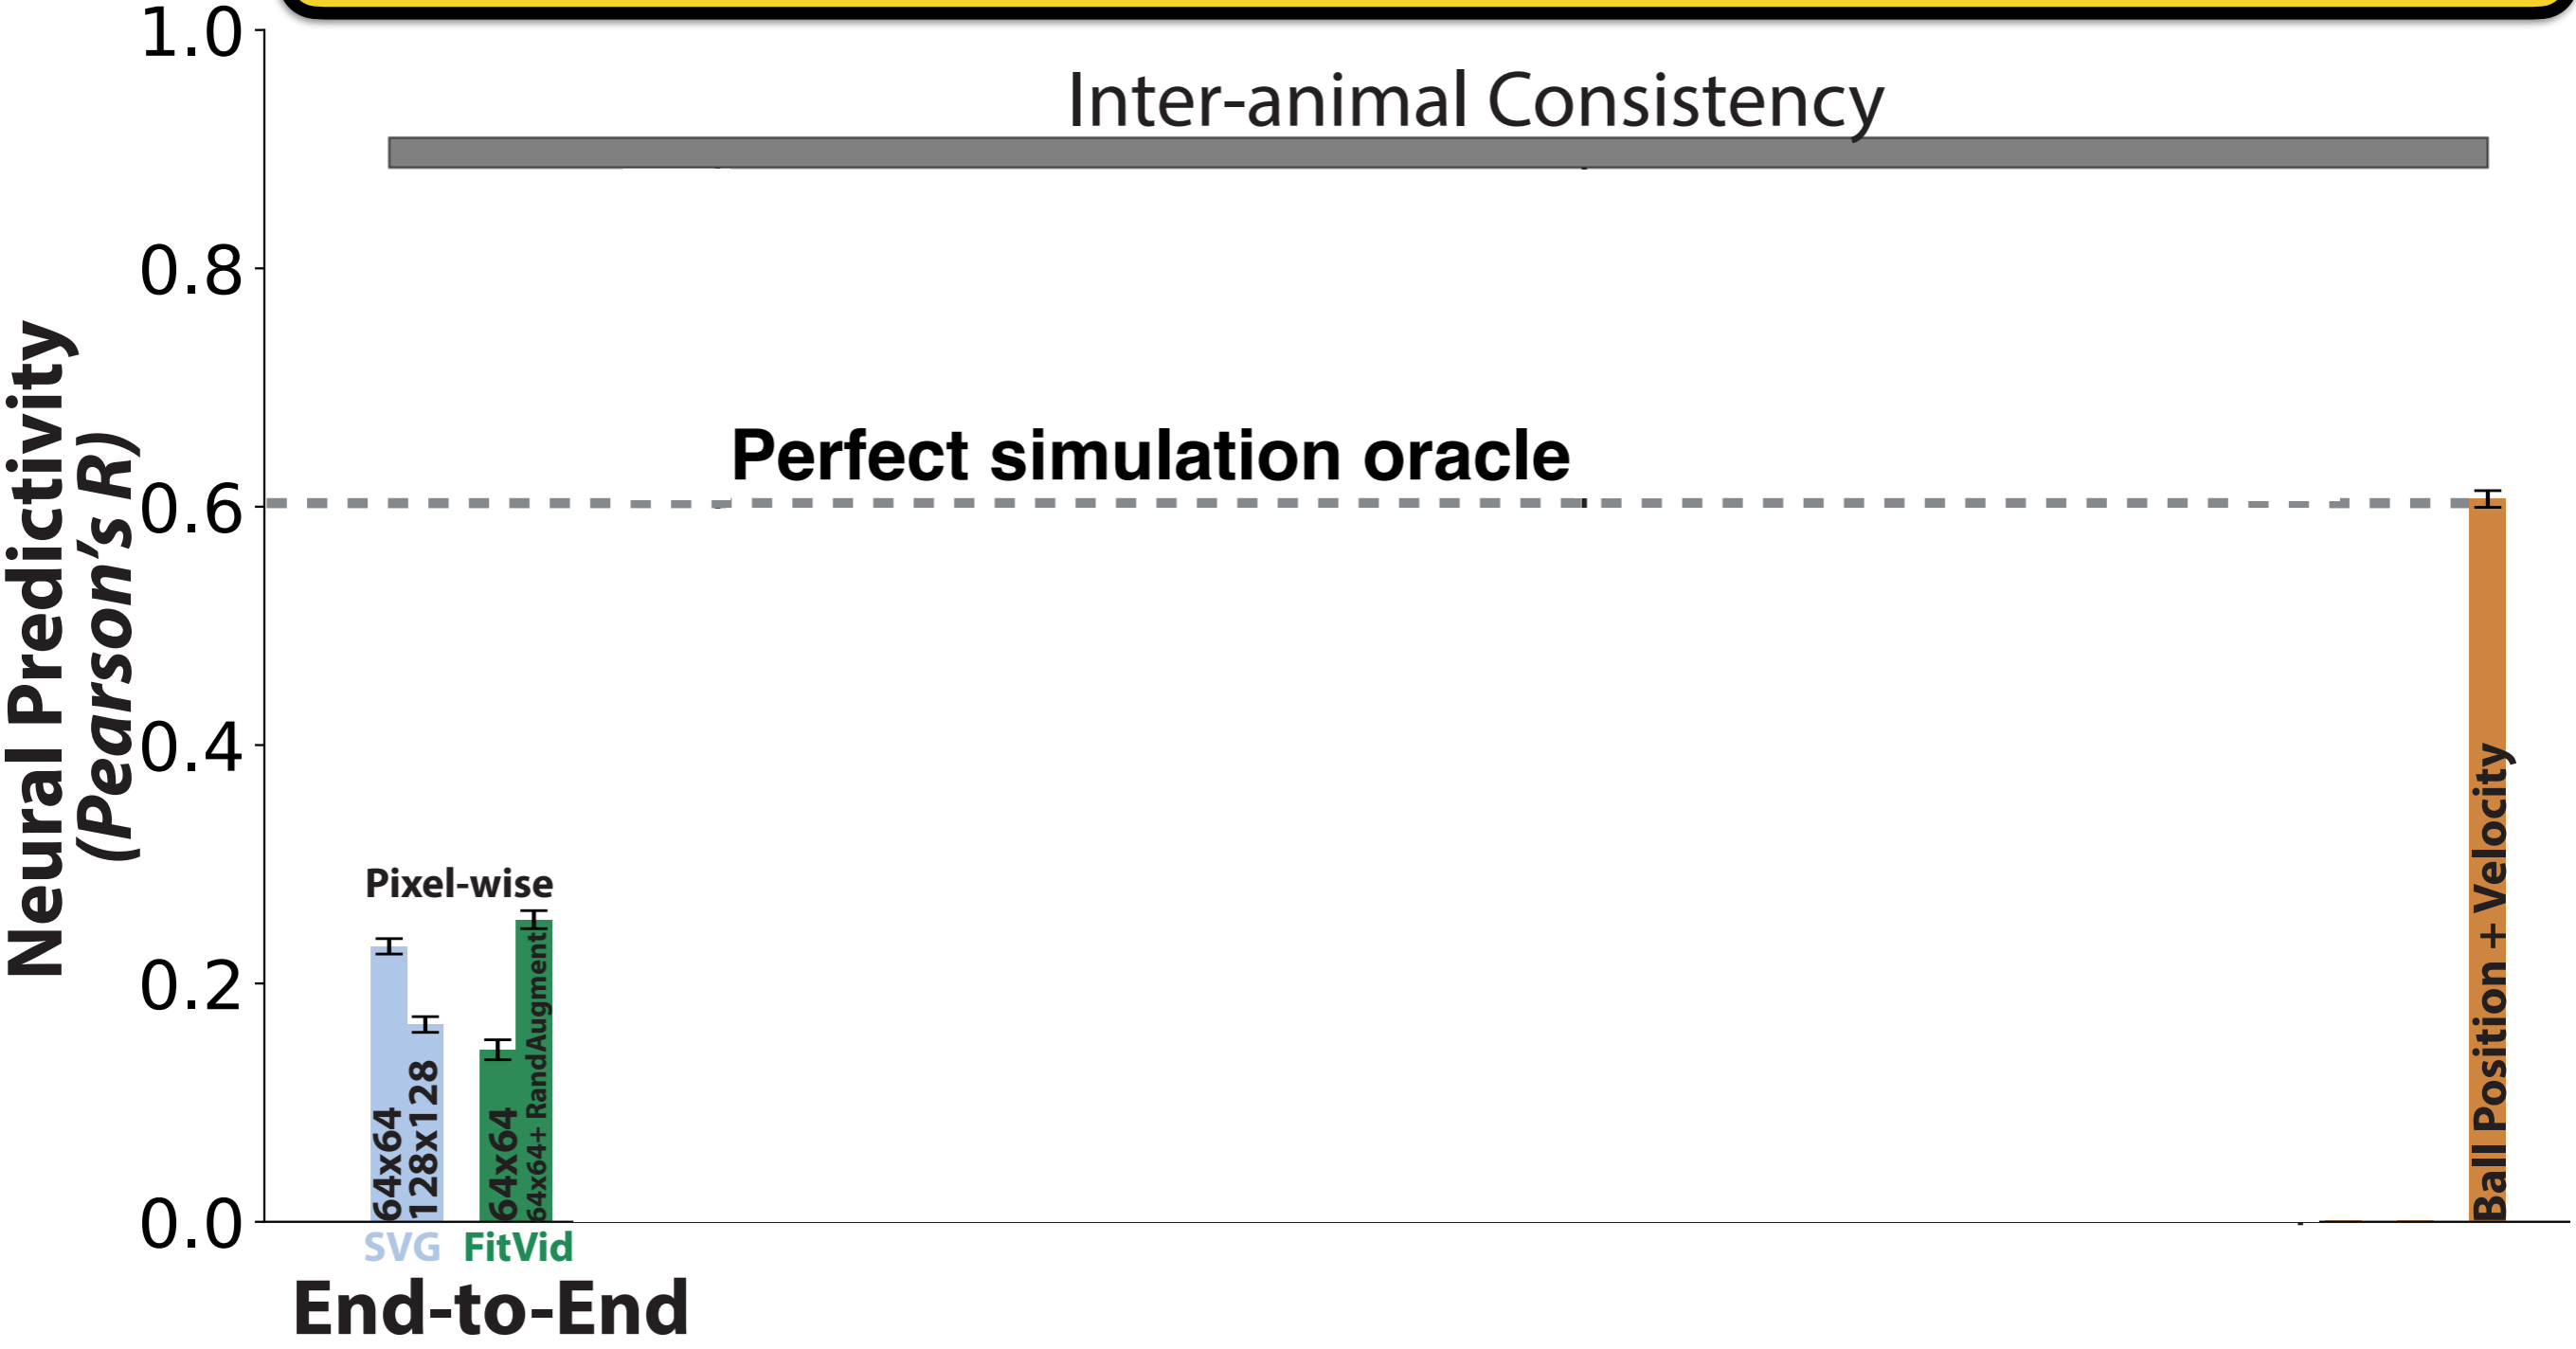 1.0
Inter-animal Consistency
0.8
Perfect simulation oracle
0.6
Neural Predictivity
(Pearson's R)
0.4
Pixel-wise
0.2
0.0
64x64
128x128
64x64
64x64+ RandAugment
Ball Position + Velocity
SVG FitVid
End-to-End